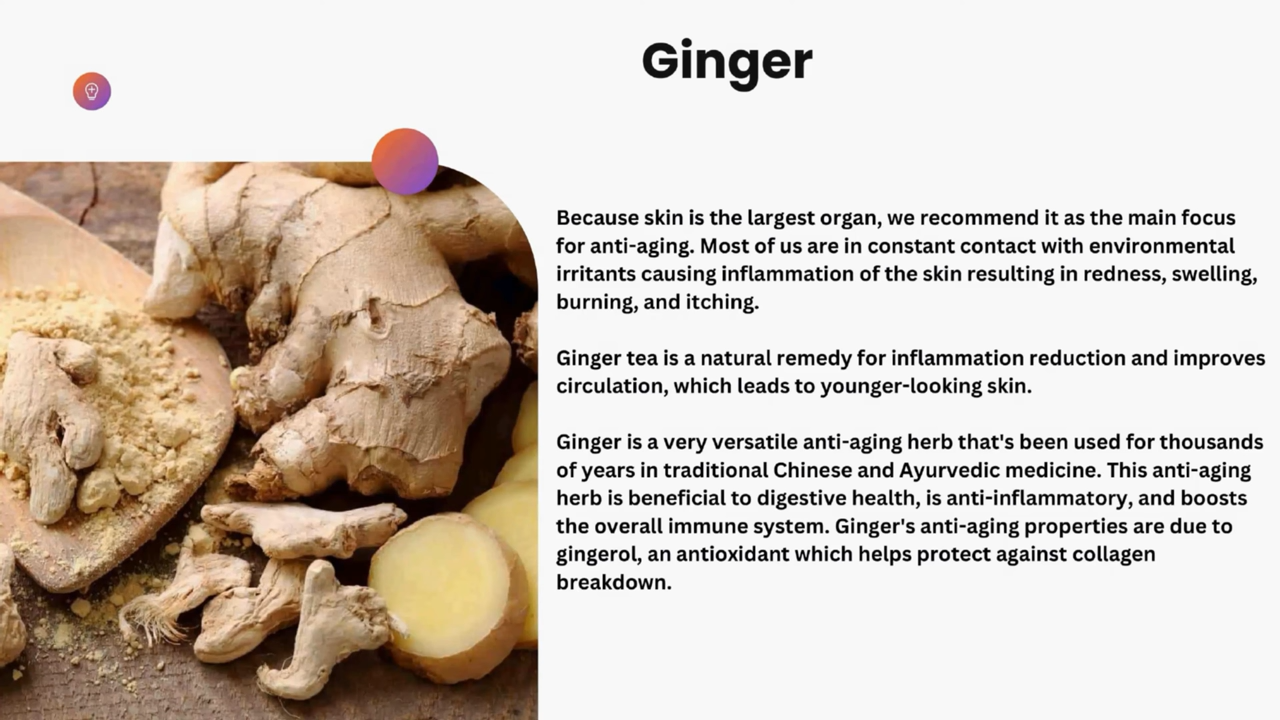 Ginger
Because skin is the largest organ, we recommend it as the main focus
for anti-aging. Most of us are in constant contact with environmental
irritants causing inflammation of the skin resulting in redness, swelling,
burning, and itching.
Ginger tea is a natural remedy for inflammation reduction and improves
circulation, which leads to younger-looking skin.
Ginger is a very versatile anti-aging herb that's been used for thousands
of years in traditional Chinese and Ayurvedic medicine. This anti-aging
herb is beneficial to digestive health, is anti-inflammatory, and boosts
the overall immune system. Ginger's anti-aging properties are due to
gingerol, an antioxidant which helps protect against collagen
breakdown.